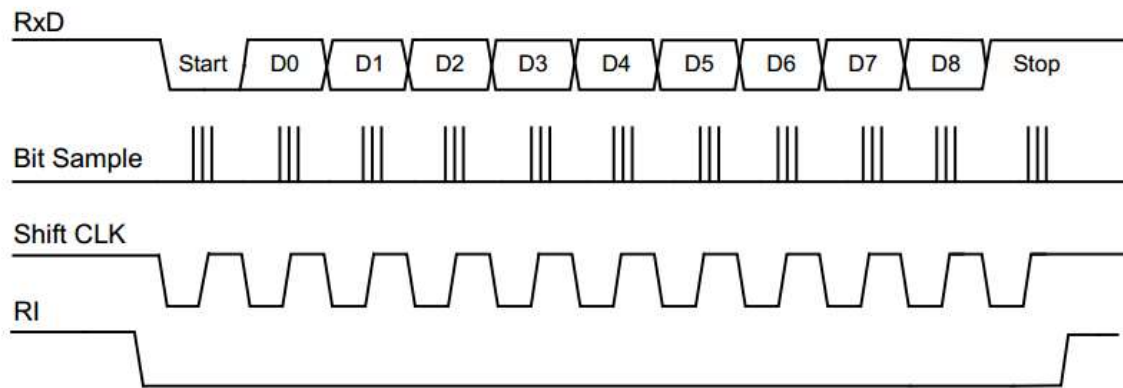 RxD
Start D0 D1 D2 D3 D4 D5 D6 D7 D8 Stop
Bit Sample
Shift CLK
RI